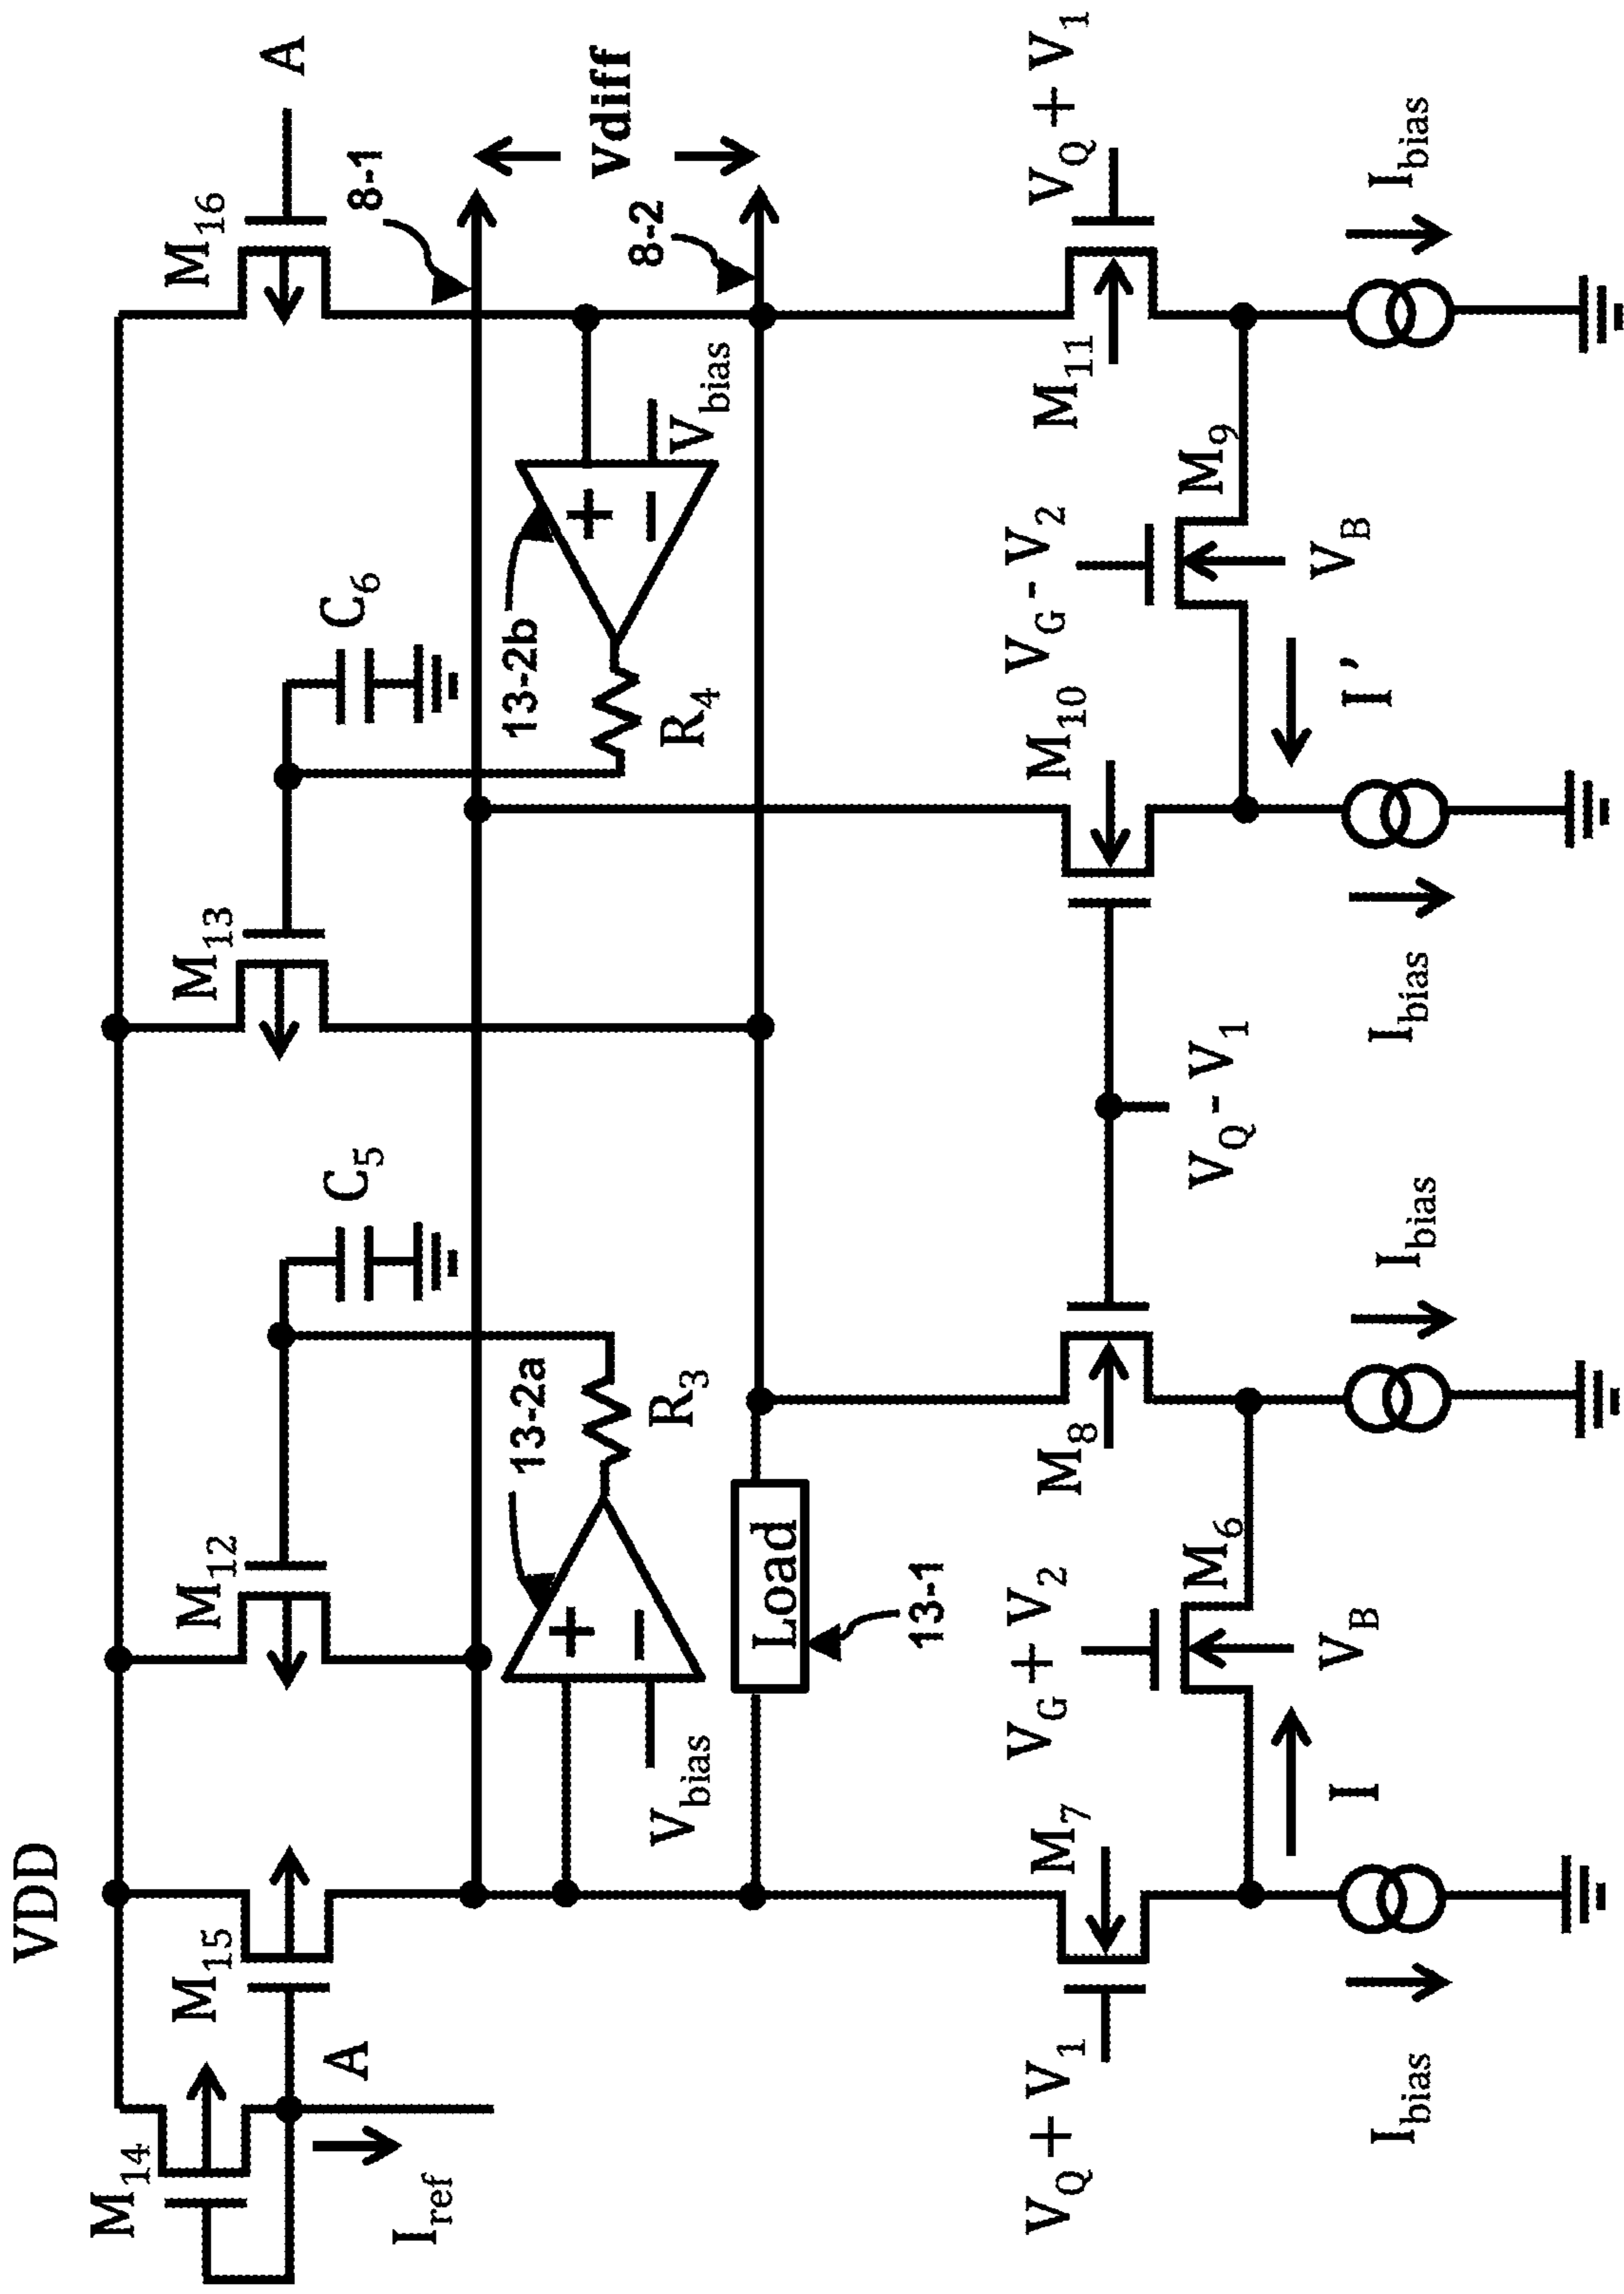 VDD
M14
M15
M12
M13
M16
A
A
Iref
C5
C6
8-1
8-2
Vdiff
13-2a
13-2b
+
−
+
−
Vbias
Vbias
R3
R4
Load
13-1
VQ + V1
M7
VG + V2
M6
VB
M8
VQ - V1
M10
VG - V2
M9
VB
M11
VQ + V1
I
I'
Ibias
Ibias
Ibias
Ibias